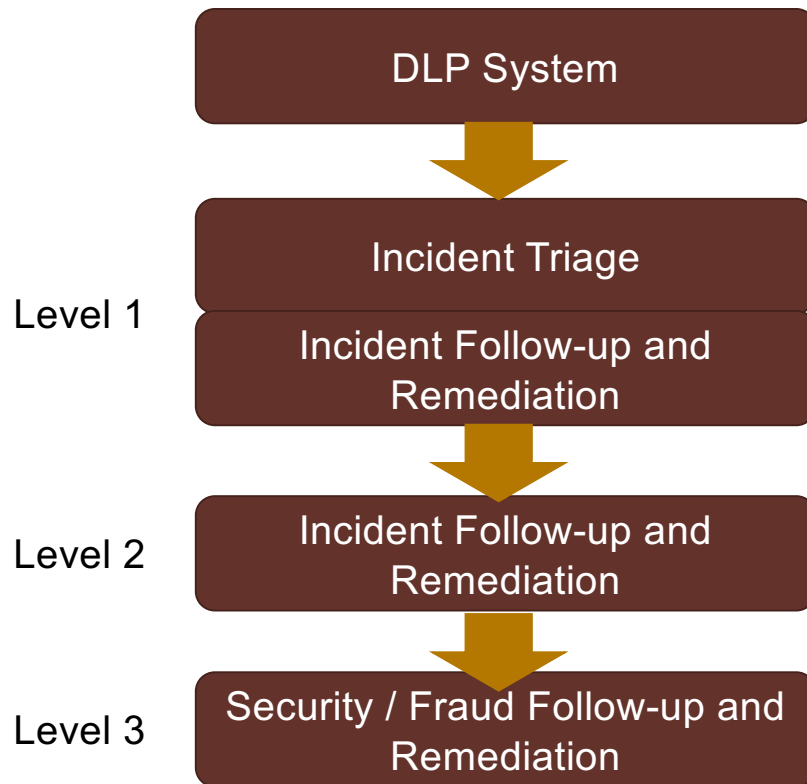 DLP System
Incident Triage
Level 1
Incident Follow-up and
Remediation
Level 2
Incident Follow-up and
Remediation
Level 3
Security / Fraud Follow-up and
Remediation